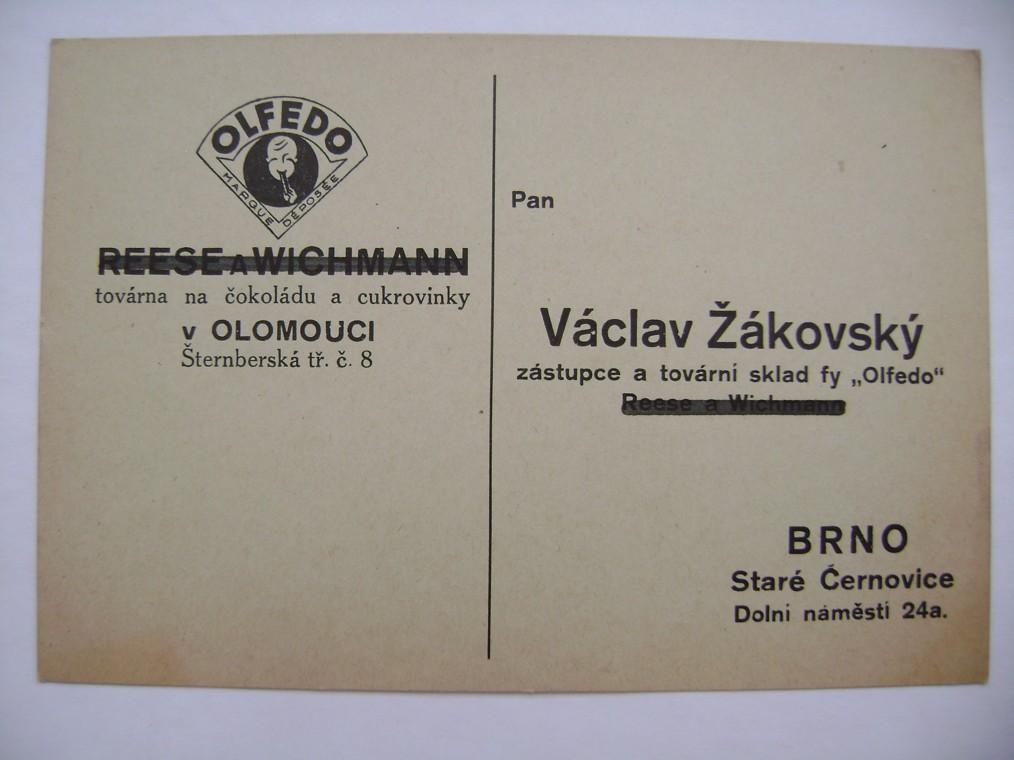 OLFEDO
MARQUE DÉPOSÉE
REESE A WICHMANN
továrna na čokoládu a cukrovinky
v OLOMOUCI
Šternberská tř. č. 8
Pan
Václav Žákovský
zástupce a tovární sklad fy „Olfedo“
Reese a Wichmann
BRNO
Staré Černovice
Dolní náměstí 24a.